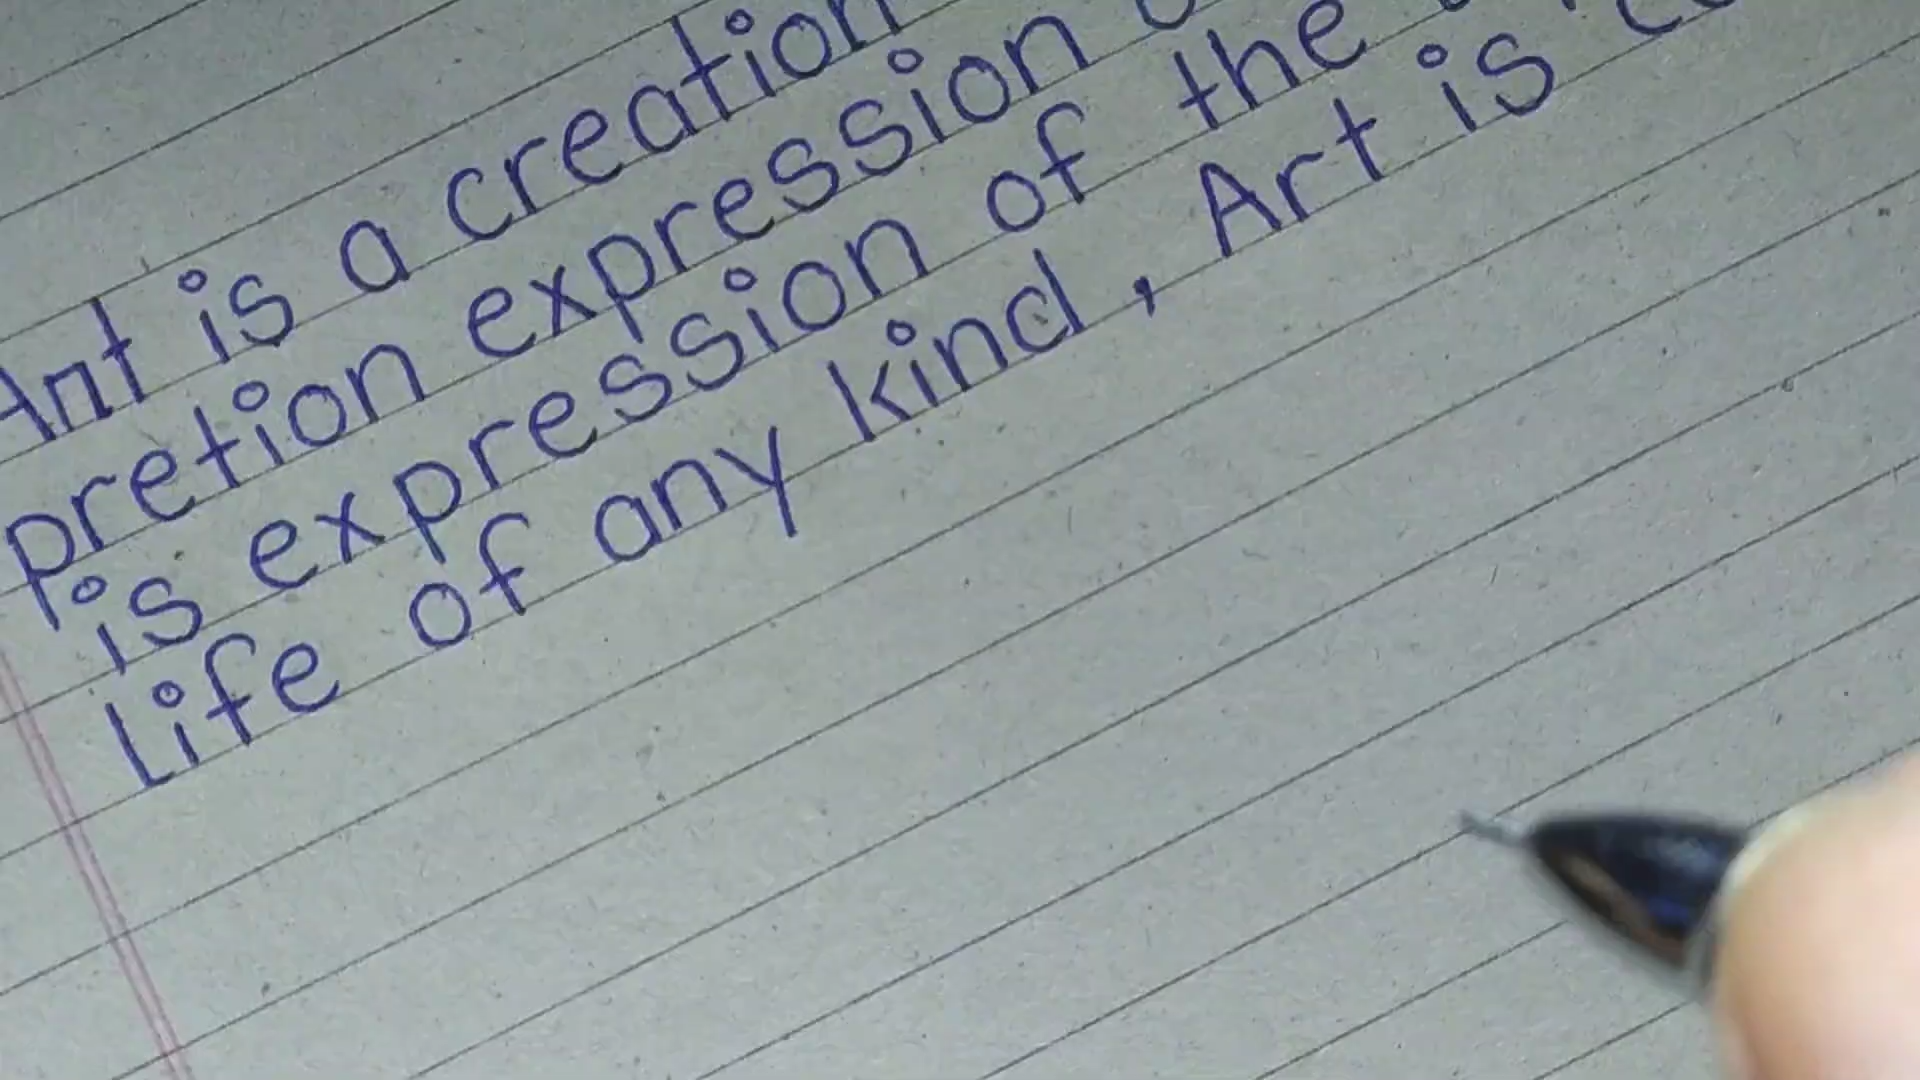 Art is a creation
pretion expression
is expression of the
life of any kind, Art is